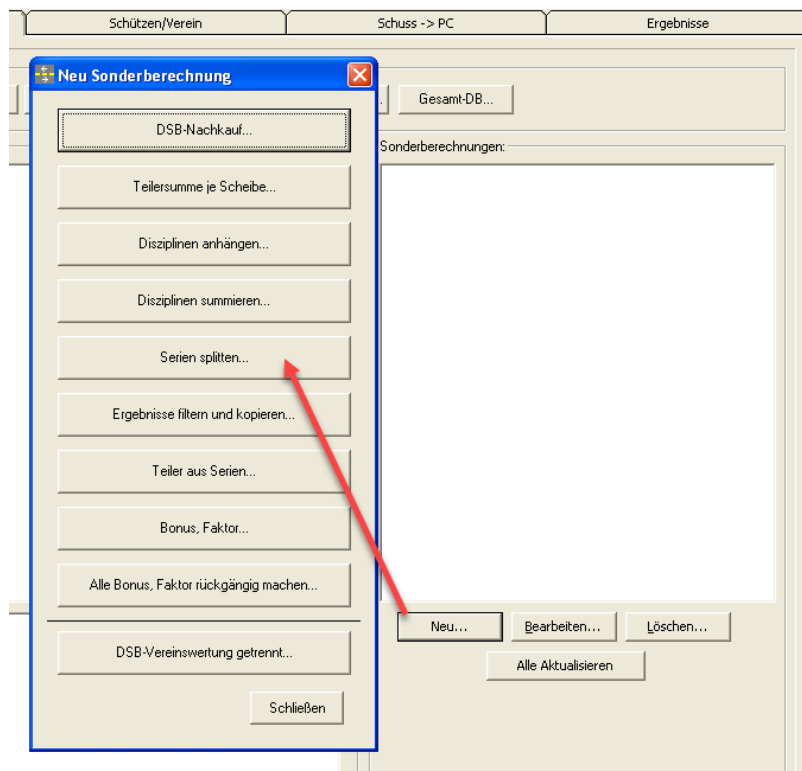 Schützen/Verein
Schuss -> PC
Ergebnisse
Neu Sonderberechnung
Gesamt-DB...
DSB-Nachkauf...
Sonderberechnungen:
Teilersumme je Scheibe...
Disziplinen anhängen...
Disziplinen summieren...
Serien splitten...
Ergebnisse filtern und kopieren...
Teiler aus Serien...
Bonus, Faktor...
Alle Bonus, Faktor rückgängig machen...
Neu...
Bearbeiten...
Löschen...
DSB-Vereinswertung getrennt...
Alle Aktualisieren
Schließen